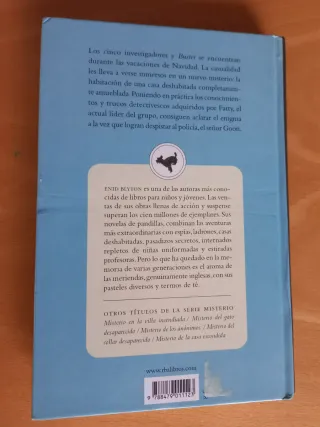 Los cinco investigadores y Buster se encuentran
durante las vacaciones de Navidad. La casualidad
les lleva a verse inmersos en un nuevo misterio: la
habitación de una casa deshabitada completamen-
te amueblada. Poniendo en práctica los conocimien-
tos y trucos detectivescos adquiridos por Fatty, el
actual líder del grupo, consiguen aclarar el enigma
a la vez que logran despistar al policía, el señor Goon.
ENID BLYTON es una de las autoras más cono-
cidas de libros para niños y jóvenes. Las ven-
tas de sus obras llenas de acción y suspense
superan los cien millones de ejemplares. Sus
novelas de pandillas, combinan las aventuras
más extraordinarias con espías, ladrones, casas
deshabitadas, pasadizos secretos, internados
repletos de niñas uniformadas y estiradas
profesoras. Pero lo que ha quedado en la me-
moria de varias generaciones es el aroma de
las meriendas, genuinamente inglesas, con sus
pasteles diversos y termos de té.
OTROS TÍTULOS DE LA SERIE MISTERIO
Misterio en la villa incendiada / Misterio del gato
desaparecido / Misterio de los anónimos / Misterio del
collar desaparecido / Misterio de la casa escondida
www.rbalibros.com
9 788479 011123